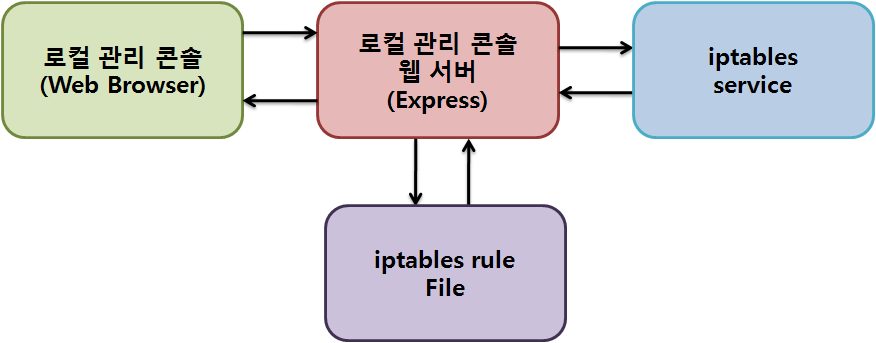 로컬 관리 콘솔
(Web Browser)
로컬 관리 콘솔
웹 서버
(Express)
iptables
service
iptables rule
File